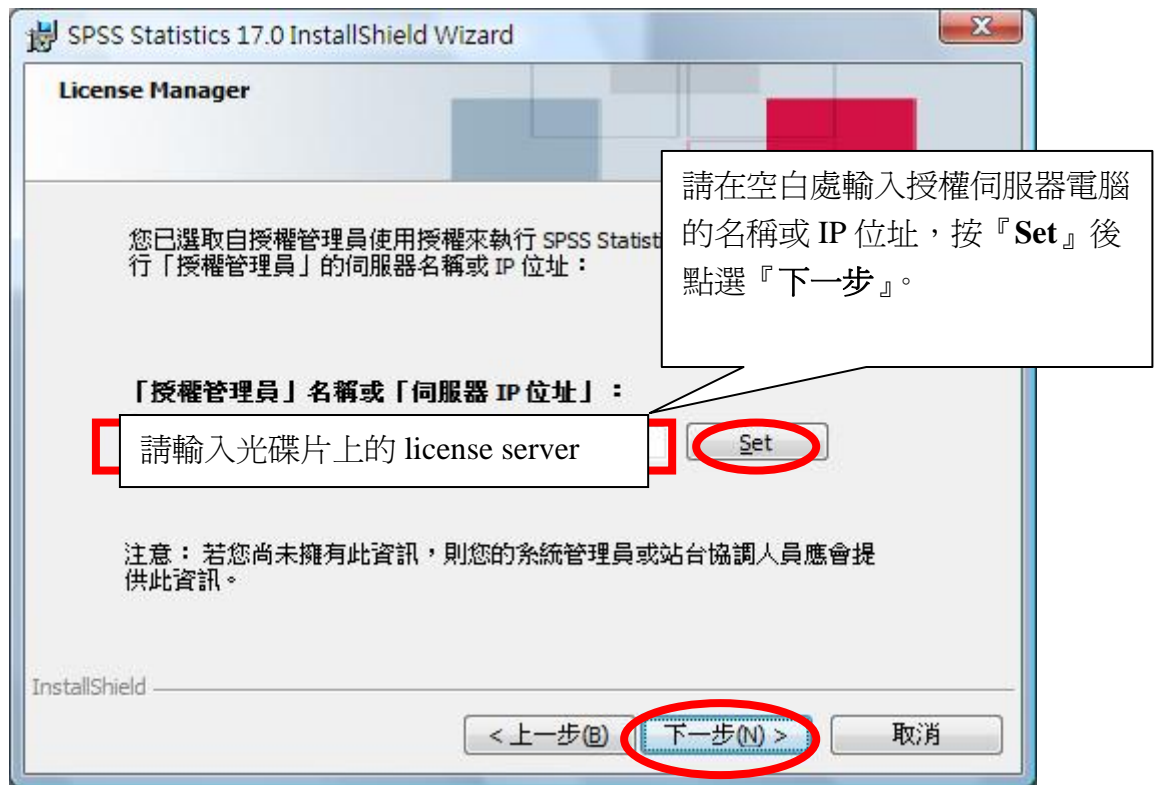 SPSS Statistics 17.0 InstallShield Wizard
x
License Manager
請在空白處輸入授權伺服器電腦
的名稱或 IP 位址，按『Set』後
點選『下一步』。
您已選取自授權管理員使用授權來執行 SPSS Statisti
行「授權管理員」的伺服器名稱或 IP 位址：
「授權管理員」名稱或「伺服器 IP 位址」：
請輸入光碟片上的 license server
Set
注意： 若您尚未擁有此資訊，則您的系統管理員或站台協調人員應會提
供此資訊。
InstallShield
< 上一步(B) 下一步(N) > 取消